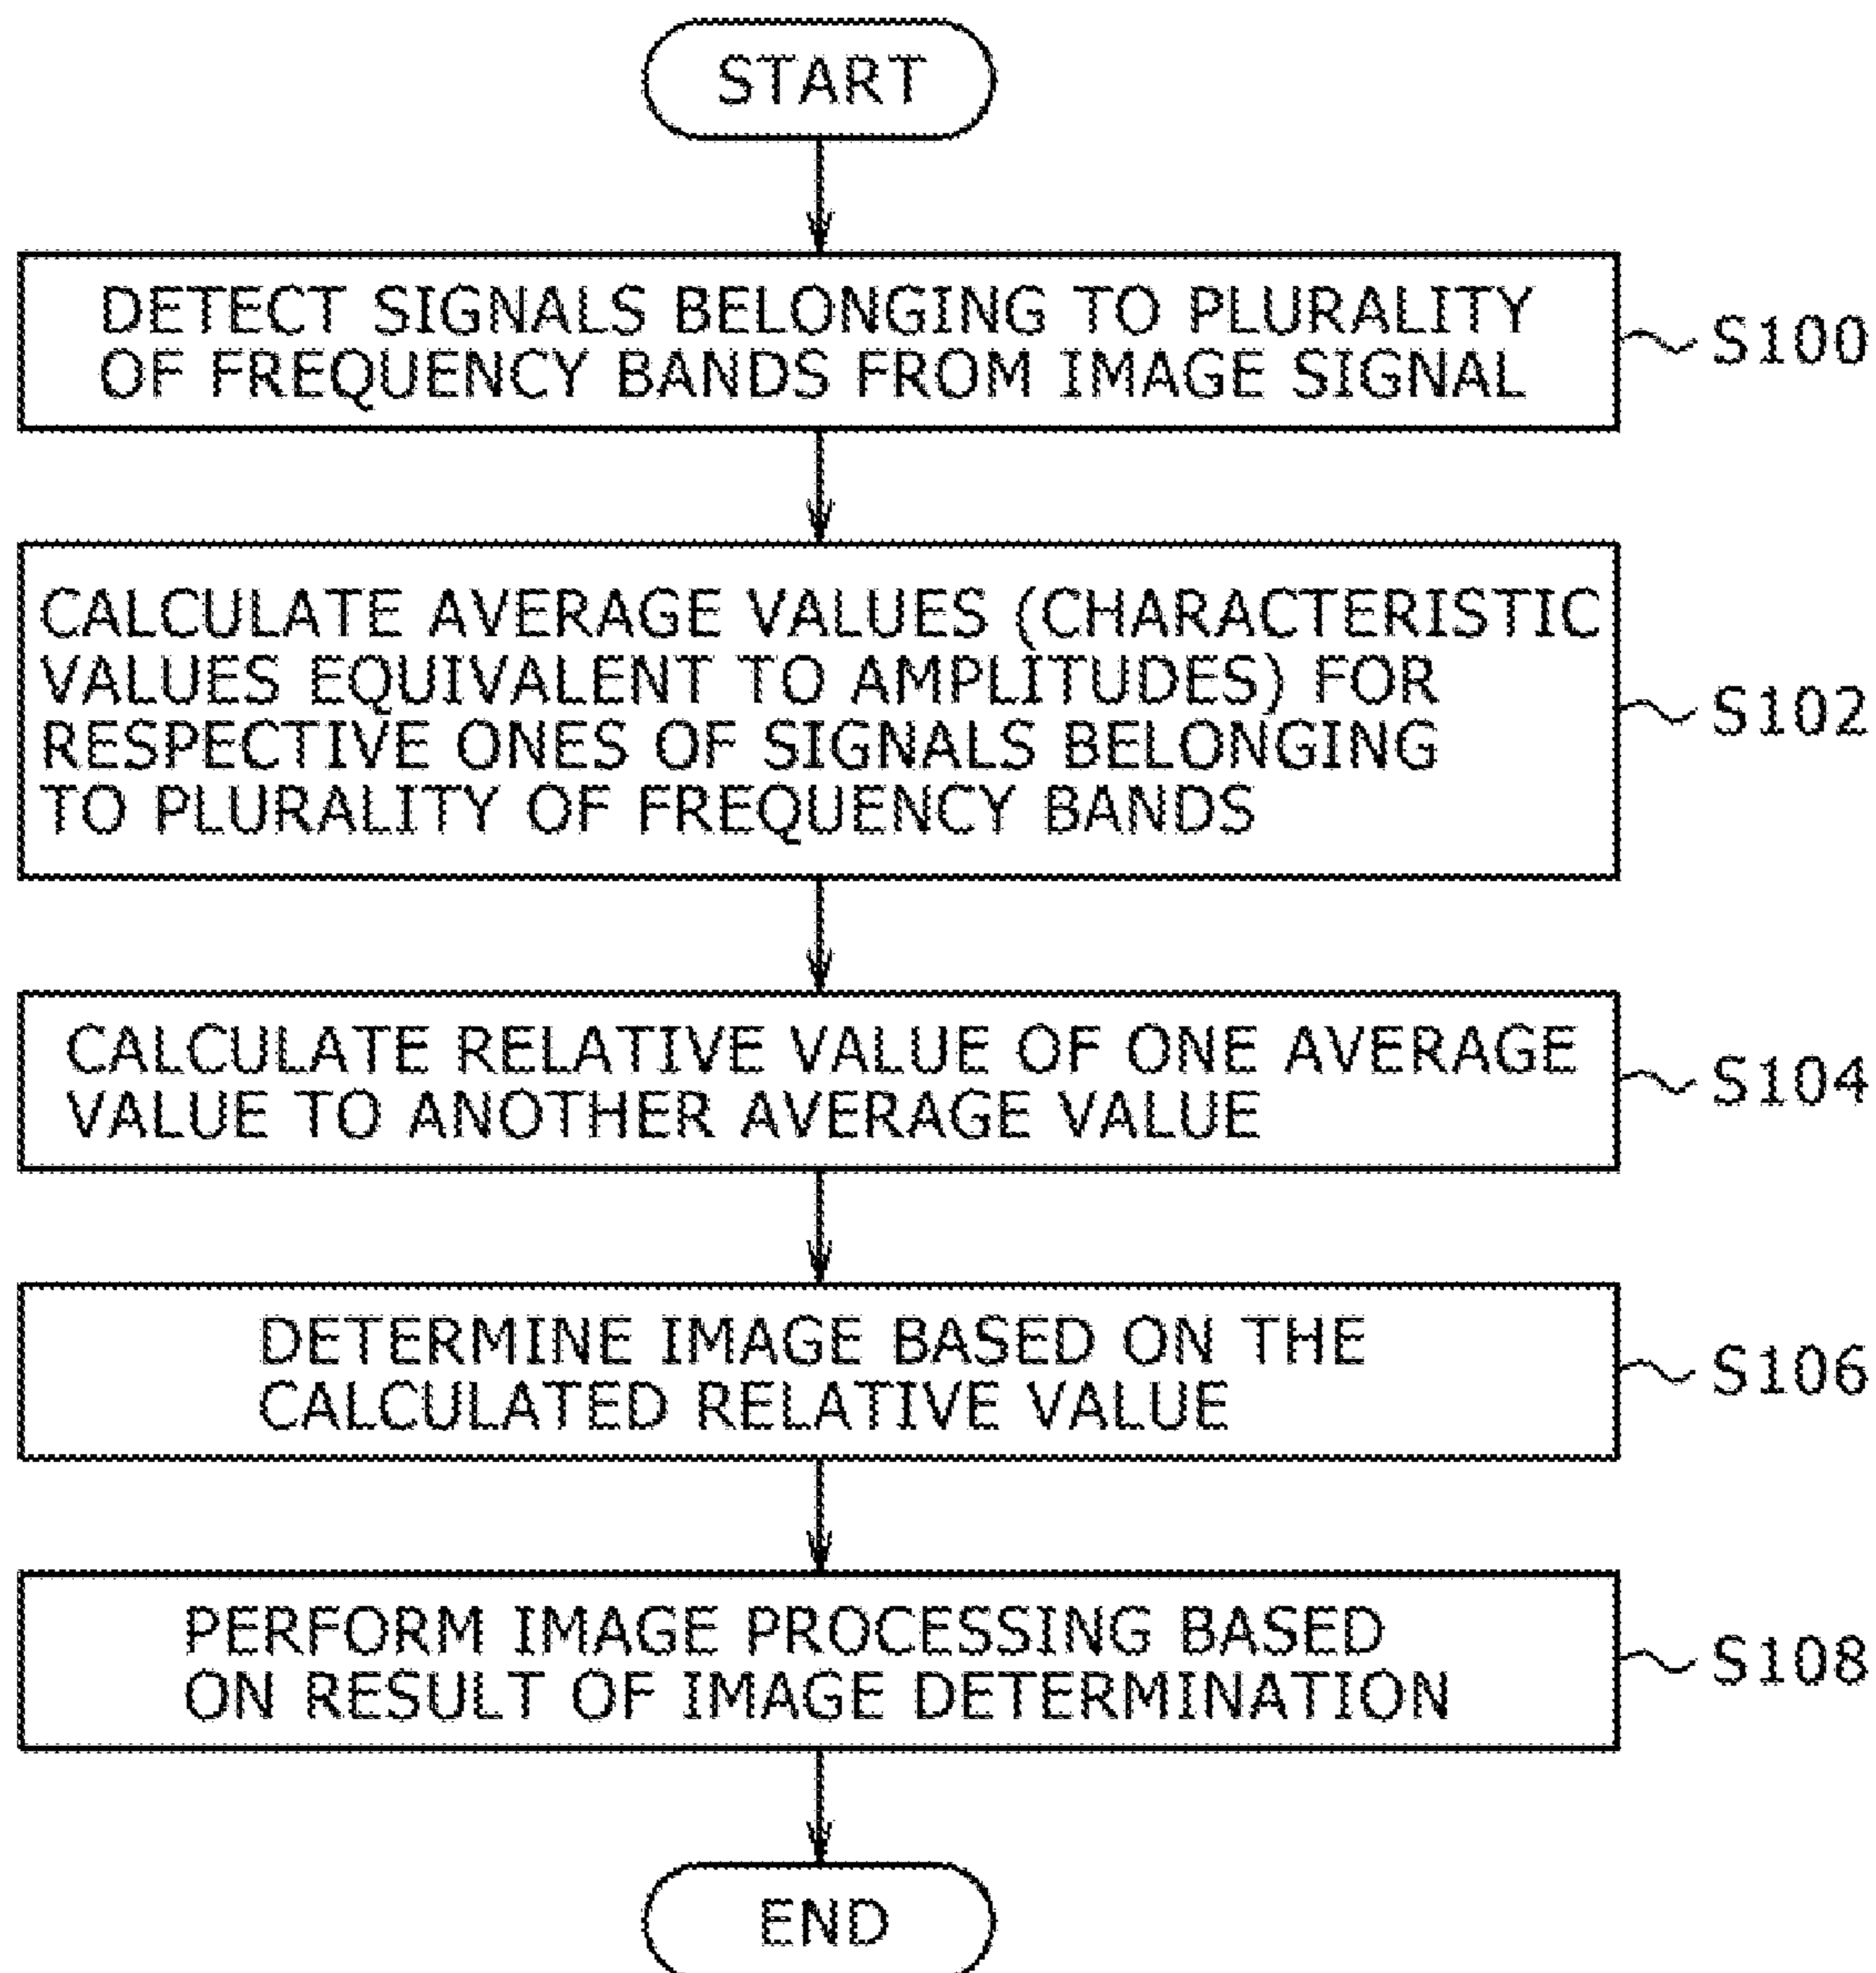 START
DETECT SIGNALS BELONGING TO PLURALITY
OF FREQUENCY BANDS FROM IMAGE SIGNAL
S100
CALCULATE AVERAGE VALUES (CHARACTERISTIC
VALUES EQUIVALENT TO AMPLITUDES) FOR
RESPECTIVE ONES OF SIGNALS BELONGING
TO PLURALITY OF FREQUENCY BANDS
S102
CALCULATE RELATIVE VALUE OF ONE AVERAGE
VALUE TO ANOTHER AVERAGE VALUE
S104
DETERMINE IMAGE BASED ON THE
CALCULATED RELATIVE VALUE
S106
PERFORM IMAGE PROCESSING BASED
ON RESULT OF IMAGE DETERMINATION
S108
END